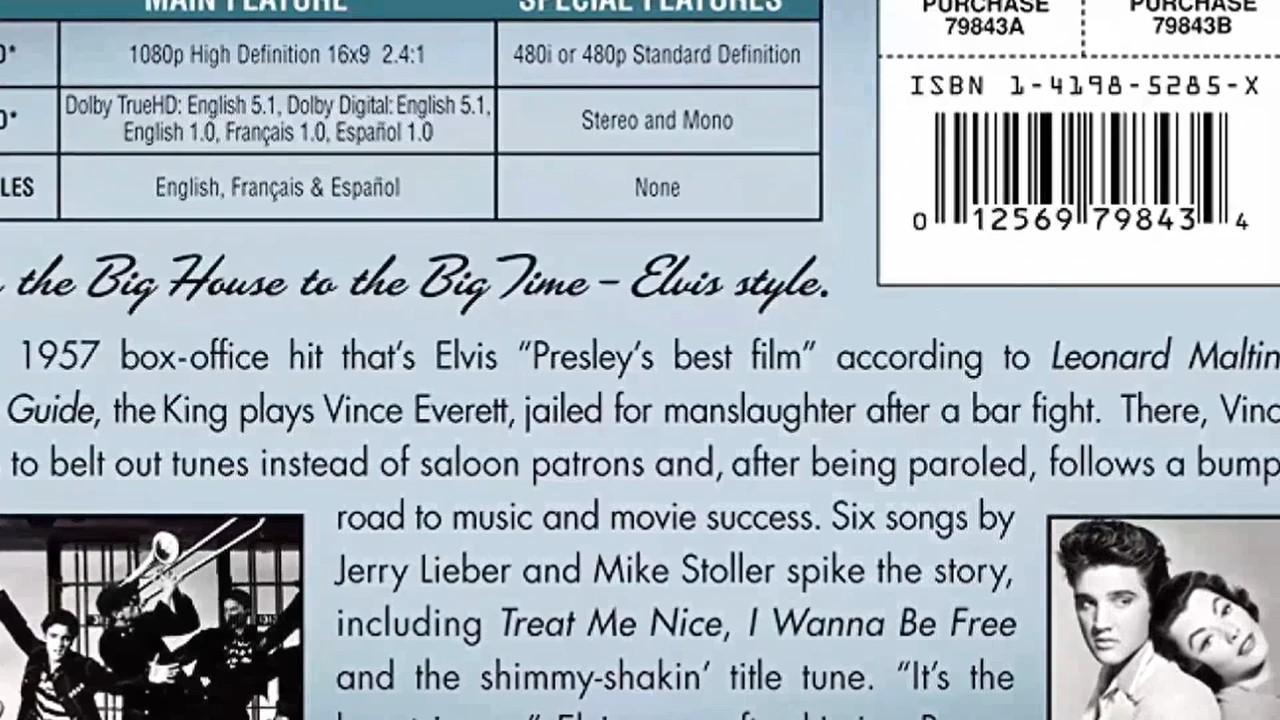 MAIN FEATURE SPECIAL FEATURES
1080p High Definition 16x9 2.4:1 480i or 480p Standard Definition
Dolby TrueHD: English 5.1, Dolby Digital: English 5.1,
English 1.0, Français 1.0, Español 1.0
Stereo and Mono
LES English, Français & Español None
PURCHASE PURCHASE
79843A 79843B
ISBN 1-4198-5285-X
0 12569 79843 4
the Big House to the Big Time – Elvis style.
1957 box-office hit that's Elvis "Presley's best film" according to Leonard Maltin
Guide, the King plays Vince Everett, jailed for manslaughter after a bar fight. There, Vinc
to belt out tunes instead of saloon patrons and, after being paroled, follows a bump
road to music and movie success. Six songs by
Jerry Lieber and Mike Stoller spike the story,
including Treat Me Nice, I Wanna Be Free
and the shimmy-shakin' title tune. "It's the